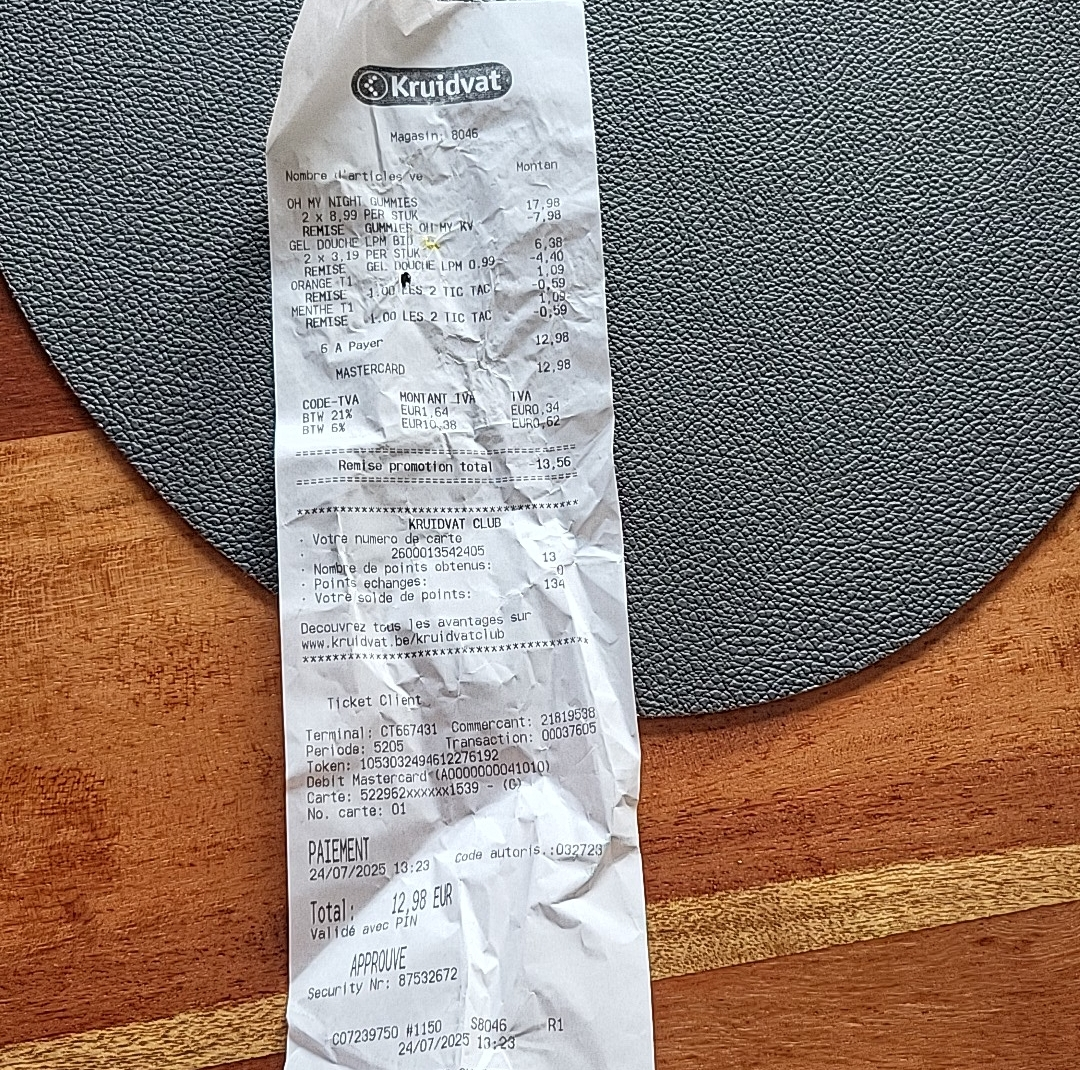 Kruidvat
Magasin: 8046
Nombre d'articles ve Montan
OH MY NIGHT GUMMIES 17,98
2 x 8,99 PER STUK -7,98
REMISE GUMMIES OH MY KV
GEL DOUCHE LPM BIO 6,38
2 x 3,19 PER STUK -4,40
REMISE GEL DOUCHE LPM 0.99
ORANGE T1 1,09
REMISE 1.00 LES 2 TIC TAC -0,59
MENTHE T1 1,09
REMISE 1.00 LES 2 TIC TAC -0,59
6 A Payer 12,98
MASTERCARD 12,98
CODE-TVA MONTANT TVA TVA
BTW 21% EUR1,64 EUR0,34
BTW 6% EUR10,38 EUR0,62
==================================
Remise promotion total -13,56
==================================
**************************************
KRUIDVAT CLUB
· Votre numero de carte
· 2600013542405
· Nombre de points obtenus: 13
· Points echanges: 0
· Votre solde de points: 134
Decouvrez tous les avantages sur
www.kruidvat.be/kruidvatclub
**************************************
Ticket Client
Terminal: CT667431 Commercant: 21819538
Periode: 5205 Transaction: 00037605
Token: 1053032494612276192
Debit Mastercard (A0000000041010)
Carte: 522962xxxxxx1539 - (G)
No. carte: 01
PAIEMENT
24/07/2025 13:23 Code autoris.:032723
Total: 12,98 EUR
Validé avec PIN
APPROUVE
Security Nr: 87532672
C07239750 #1150 S8046 R1
24/07/2025 13:23